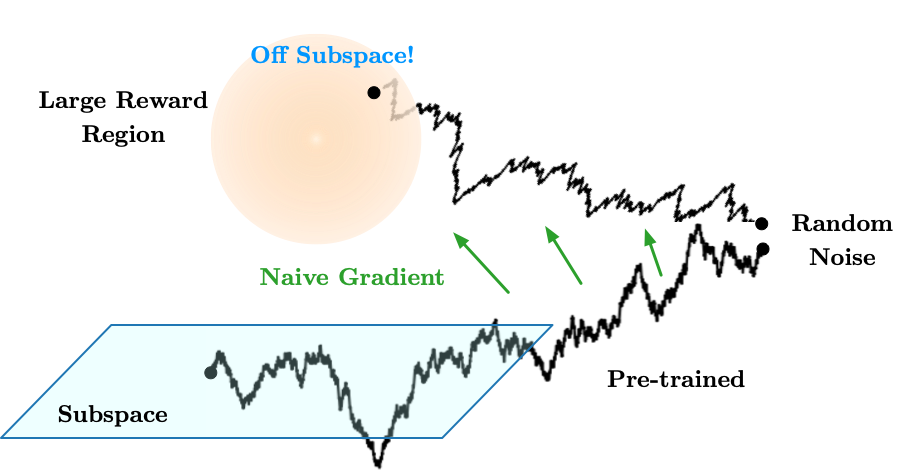 Off Subspace!
Large Reward
Region
Random
Noise
Naive Gradient
Pre-trained
Subspace